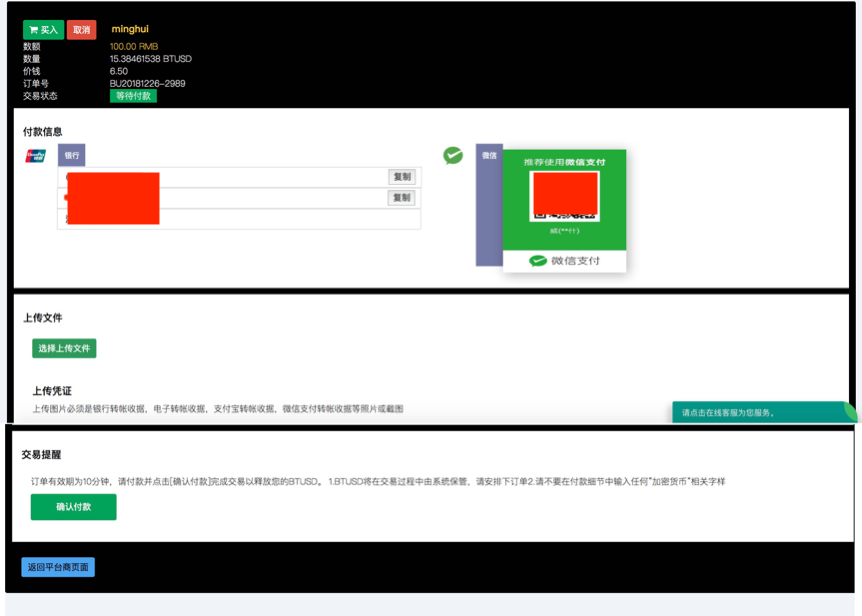 买入 取消 minghui
数额 100.00 RMB
数量 15.38461538 BTUSD
价钱 6.50
订单号 BU20181226-2989
交易状态 等待付款
付款信息
银行
复制
复制
微信
推荐使用微信支付
微信支付
上传文件
选择上传文件
上传凭证
上传图片必须是银行转帐收据，电子转帐收据，支付宝转帐收据，微信支付转帐收据等照片或截图
请点击在线客服为您服务。
交易提醒
订单有效期为10分钟，请付款并点击[确认付款]完成交易以释放您的BTUSD。 1.BTUSD将在交易过程中由系统保管，请安排下订单2.请不要在付款细节中输入任何"加密货币"相关字样
确认付款
返回平台商页面